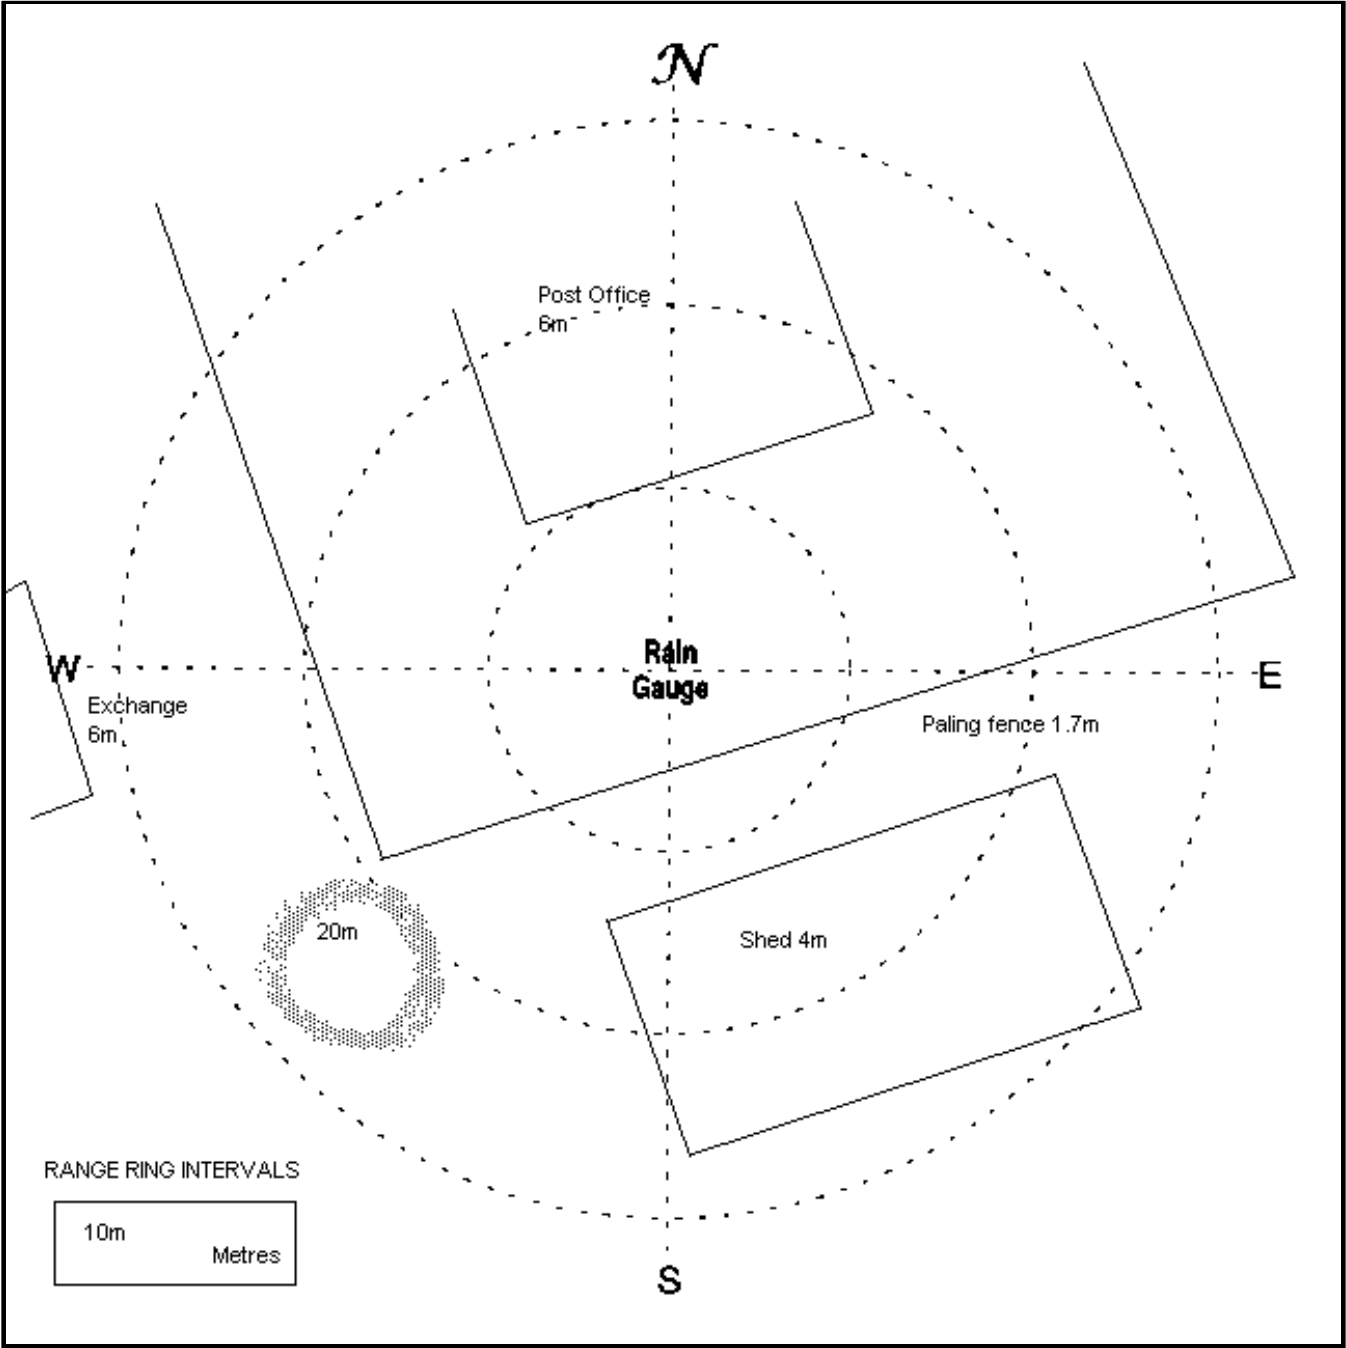 N
Post Office
6m
Rain
Gauge
W
E
Exchange
6m
Paling fence 1.7m
20m
Shed 4m
RANGE RING INTERVALS
10m
Metres
S